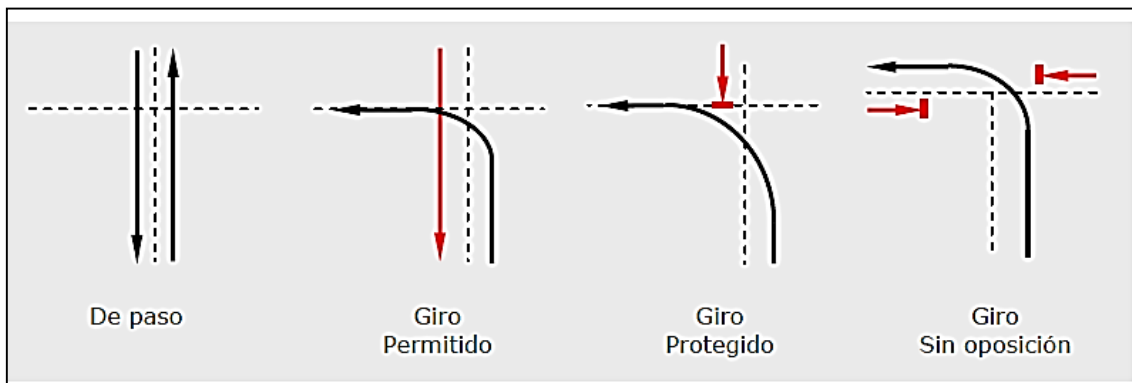 De paso
Giro
Permitido
Giro
Protegido
Giro
Sin oposición